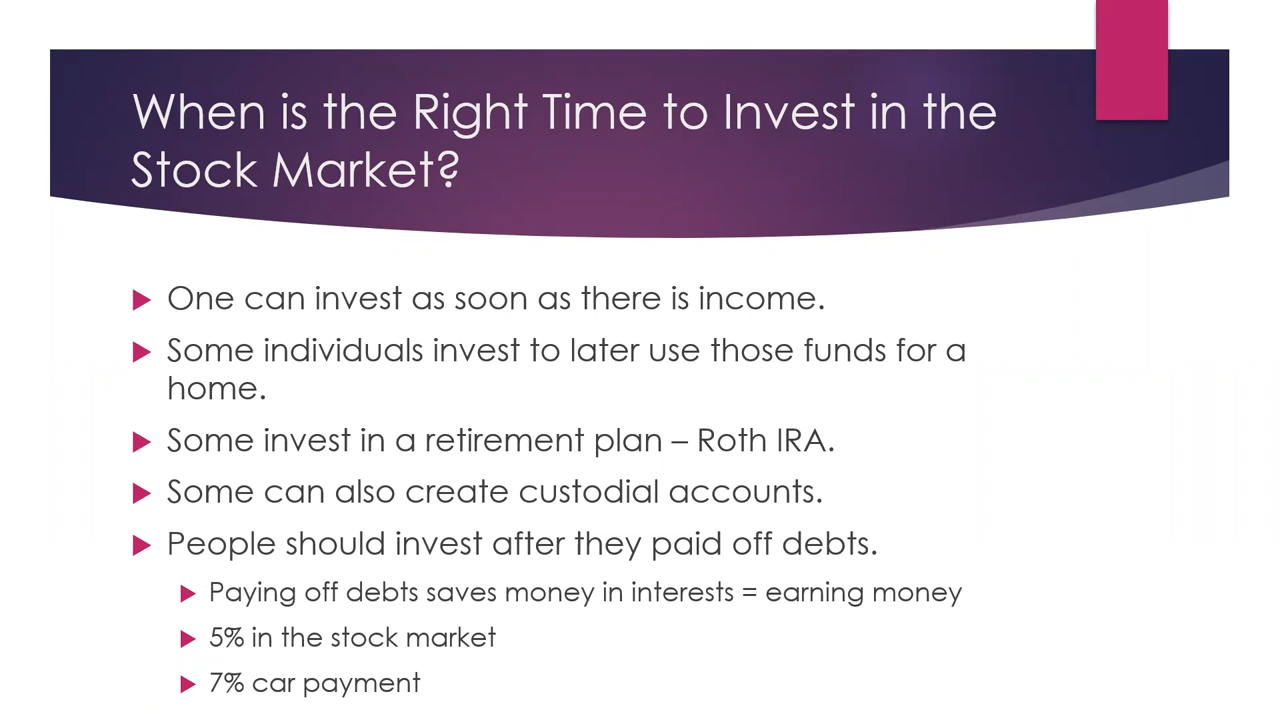 When is the Right Time to Invest in the
Stock Market?
One can invest as soon as there is income.
Some individuals invest to later use those funds for a
home.
Some invest in a retirement plan – Roth IRA.
Some can also create custodial accounts.
People should invest after they paid off debts.
Paying off debts saves money in interests = earning money
5% in the stock market
7% car payment